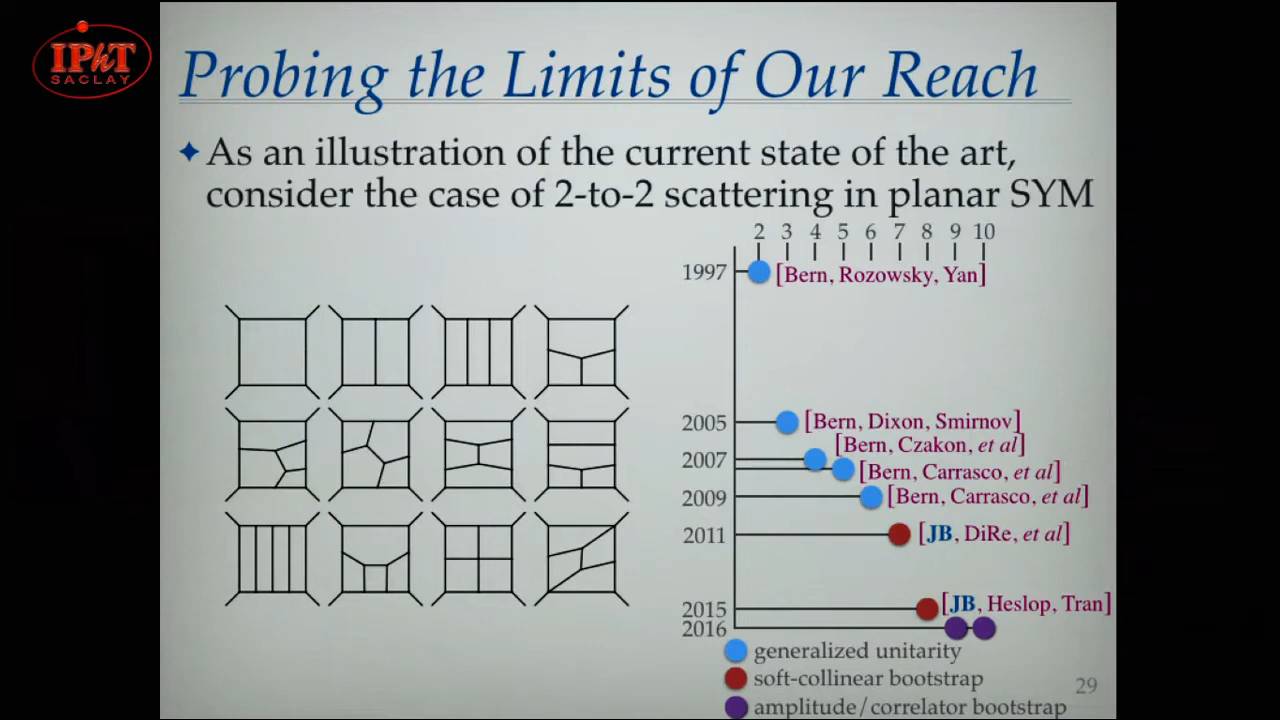 IPhT
SACLAY
Probing the Limits of Our Reach
✦ As an illustration of the current state of the art,
consider the case of 2-to-2 scattering in planar SYM
2 3 4 5 6 7 8 9 10
1997 [Bern, Rozowsky, Yan]
2005 [Bern, Dixon, Smirnov]
[Bern, Czakon, et al]
2007
[Bern, Carrasco, et al]
2009 [Bern, Carrasco, et al]
2011 [JB, DiRe, et al]
2015 [JB, Heslop, Tran]
2016
generalized unitarity
soft-collinear bootstrap
amplitude/correlator bootstrap
29